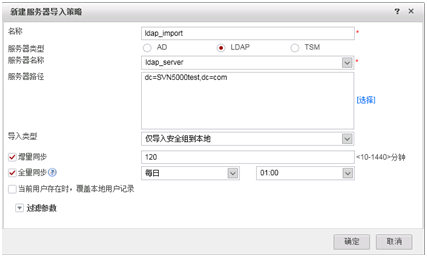 新建服务器导入策略 ? ×
名称 ldap_import *
服务器类型 AD LDAP TSM
服务器名称 ldap_server *
服务器路径 dc=SVN5000test,dc=com
[选择]
导入类型 仅导入安全组到本地
增量同步 120 <10-1440>分钟
全量同步 ? 每日 01:00
当前用户存在时，覆盖本地用户记录
过滤参数
确定 取消